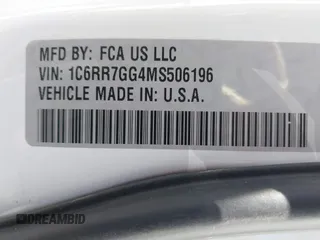 MFD BY: FCA US LLC
VIN: 1C6RR7GG4MS506196
VEHICLE MADE IN: U.S.A.
DREAMBID